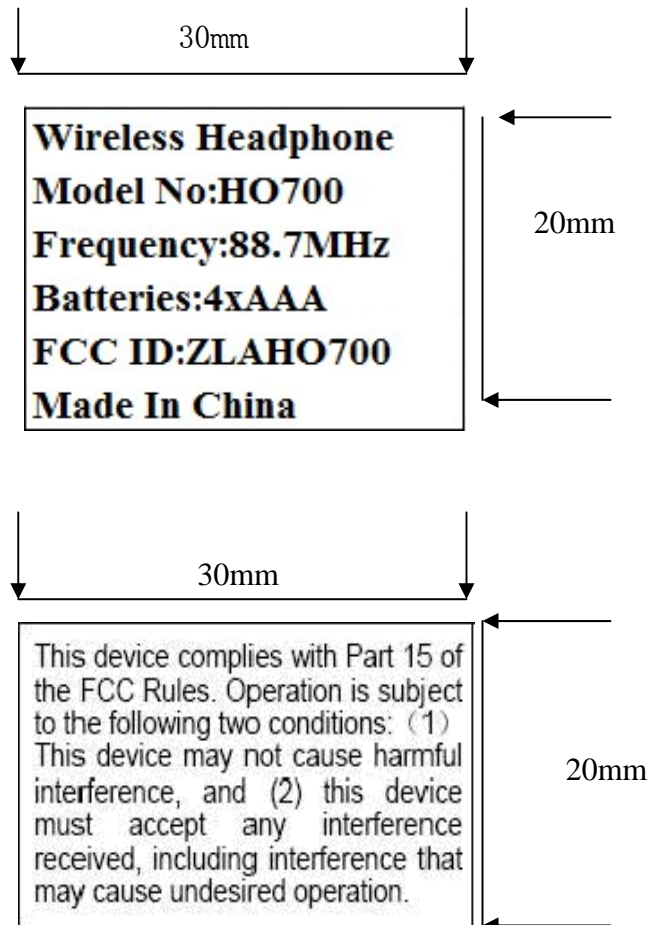 30mm
Wireless Headphone
Model No:HO700
Frequency:88.7MHz
Batteries:4xAAA
FCC ID:ZLAHO700
Made In China
20mm
30mm
This device complies with Part 15 of
the FCC Rules. Operation is subject
to the following two conditions:（1）
This device may not cause harmful
interference, and (2) this device
must accept any interference
received, including interference that
may cause undesired operation.
20mm